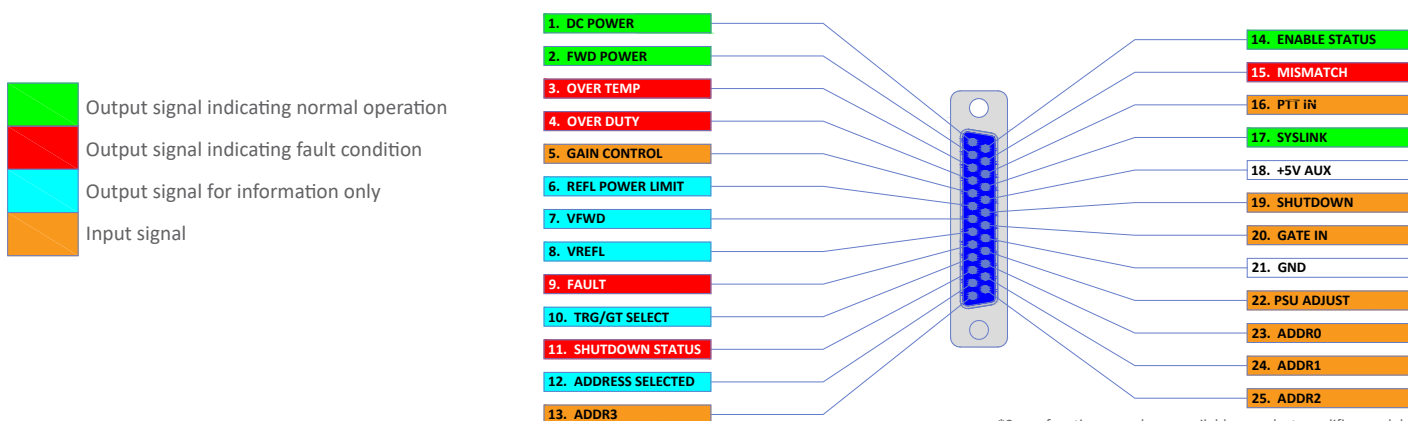 Output signal indicating normal operation
Output signal indicating fault condition
Output signal for information only
Input signal
1. DC POWER
2. FWD POWER
3. OVER TEMP
4. OVER DUTY
5. GAIN CONTROL
6. REFL POWER LIMIT
7. VFWD
8. VREFL
9. FAULT
10. TRG/GT SELECT
11. SHUTDOWN STATUS
12. ADDRESS SELECTED
13. ADDR3
14. ENABLE STATUS
15. MISMATCH
16. PTT IN
17. SYSLINK
18. +5V AUX
19. SHUTDOWN
20. GATE IN
21. GND
22. PSU ADJUST
23. ADDR0
24. ADDR1
25. ADDR2